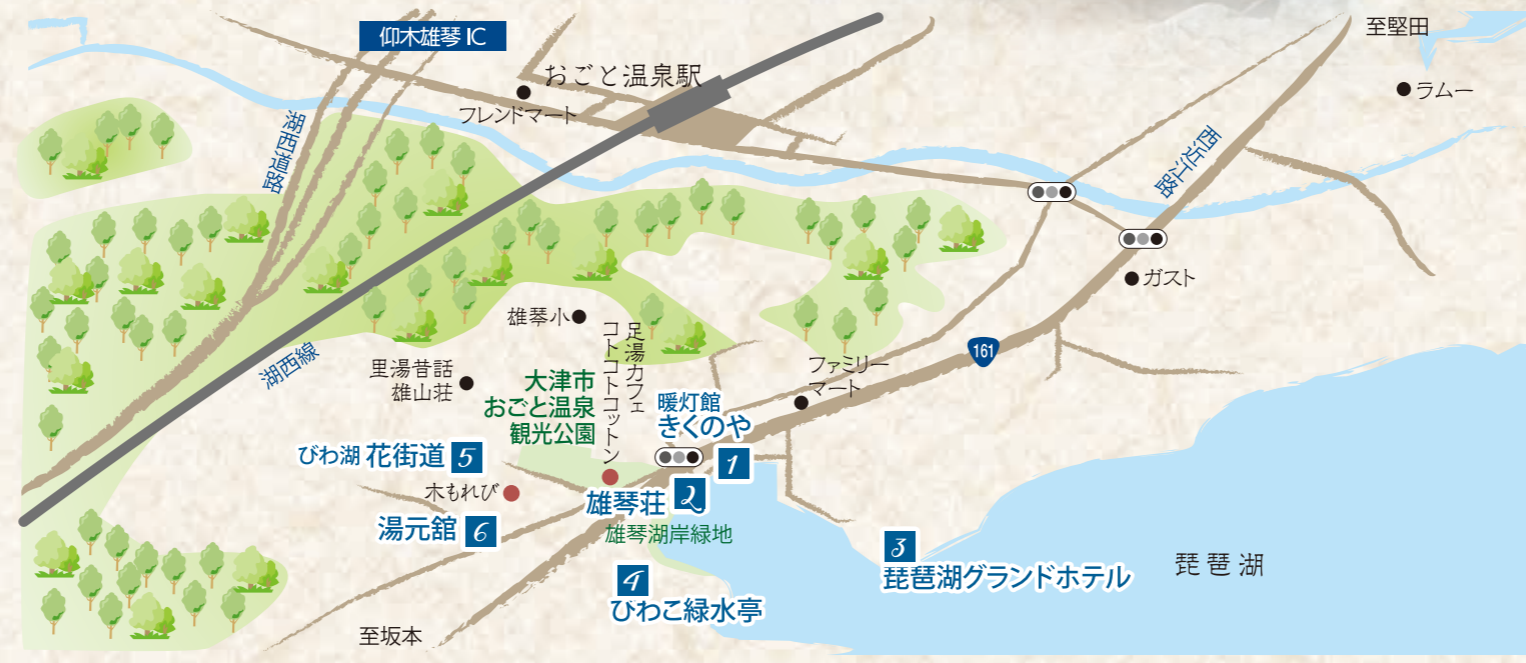 仰木雄琴IC
至堅田
おごと温泉駅
ラムー
フレンドマート
湖西道路
西近江路
ガスト
雄琴小
足湯カフェ
コトコトコットン
161
湖西線
里湯昔話
雄山荘
大津市
おごと温泉
観光公園
ファミリー
マート
暖灯館
きくのや
1
びわ湖 花街道 5
木もれび
雄琴荘 2
湯元舘 6
雄琴湖岸緑地
3
琵琶湖グランドホテル
琵琶湖
4
びわこ緑水亭
至坂本